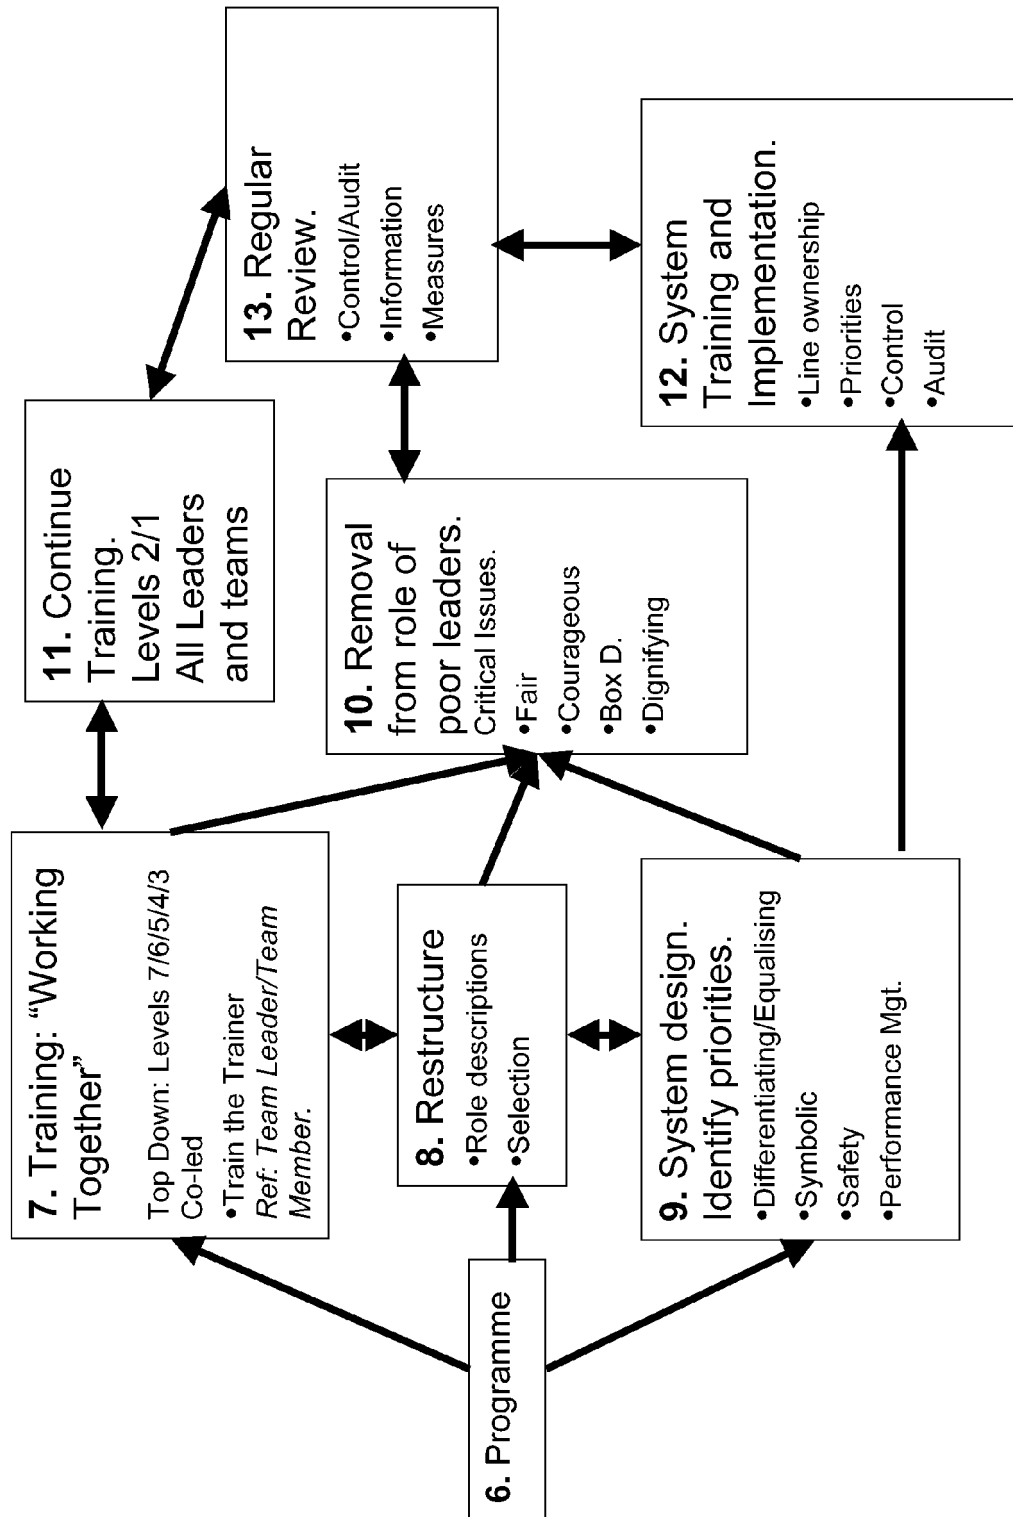 6. Programme
7. Training: “Working
Together”
Top Down: Levels 7/6/5/4/3
Co-led
•Train the Trainer
Ref: Team Leader/Team
Member.
8. Restructure
•Role descriptions
•Selection
9. System design.
Identify priorities.
•Differentiating/Equalising
•Symbolic
•Safety
•Performance Mgt.
10. Removal
from role of
poor leaders.
Critical Issues.
•Fair
•Courageous
•Box D.
•Dignifying
11. Continue
Training.
Levels 2/1
All Leaders
and teams
12. System
Training and
Implementation.
•Line ownership
•Priorities
•Control
•Audit
13. Regular
Review.
•Control/Audit
•Information
•Measures